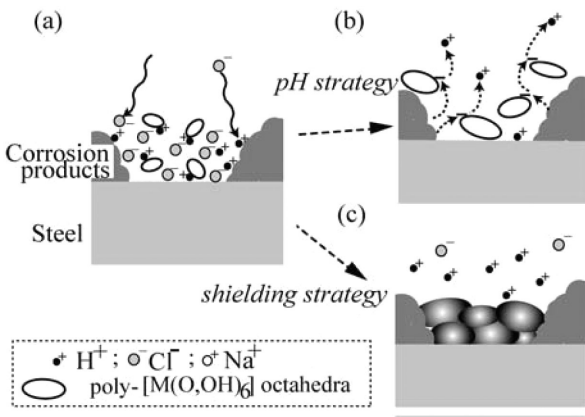 (a)
(b)
pH strategy
Corrosion
products
Steel
(c)
shielding strategy
H+ ; Cl− ; Na+
poly-[M(O,OH)6] octahedra